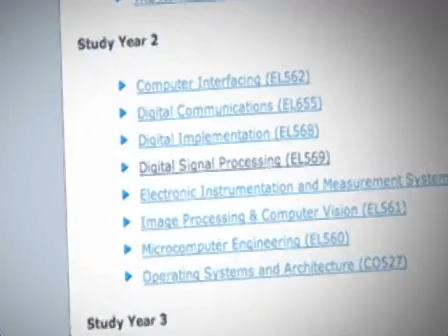 Study Year 2
Computer Interfacing (EL562)
Digital Communications (EL655)
Digital Implementation (EL568)
Digital Signal Processing (EL569)
Electronic Instrumentation and Measurement System
Image Processing & Computer Vision (EL561)
Microcomputer Engineering (EL560)
Operating Systems and Architecture (CO527)
Study Year 3